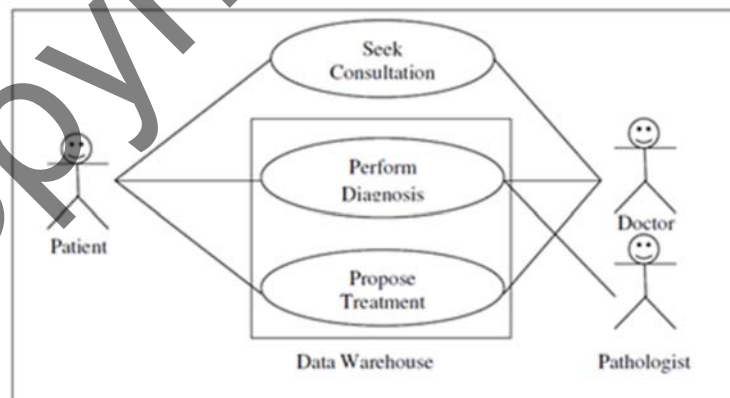 Seek
Consultation
Perform
Diagnosis
Patient
Doctor
Propose
Treatment
Data Warehouse
Pathologist